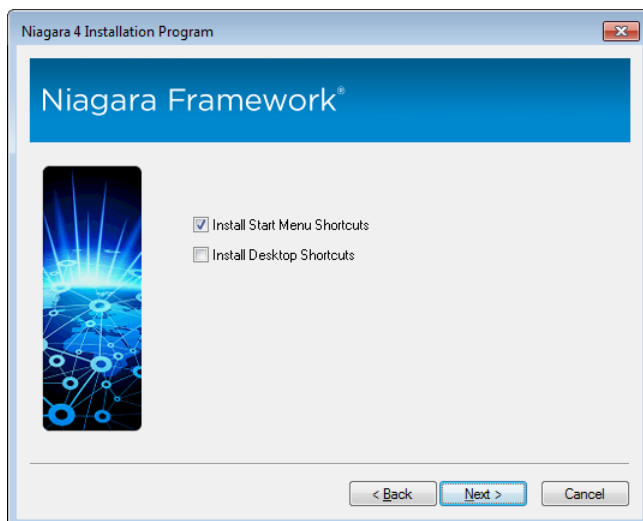 Niagara 4 Installation Program
Niagara Framework®
Install Start Menu Shortcuts
Install Desktop Shortcuts
< Back
Next >
Cancel